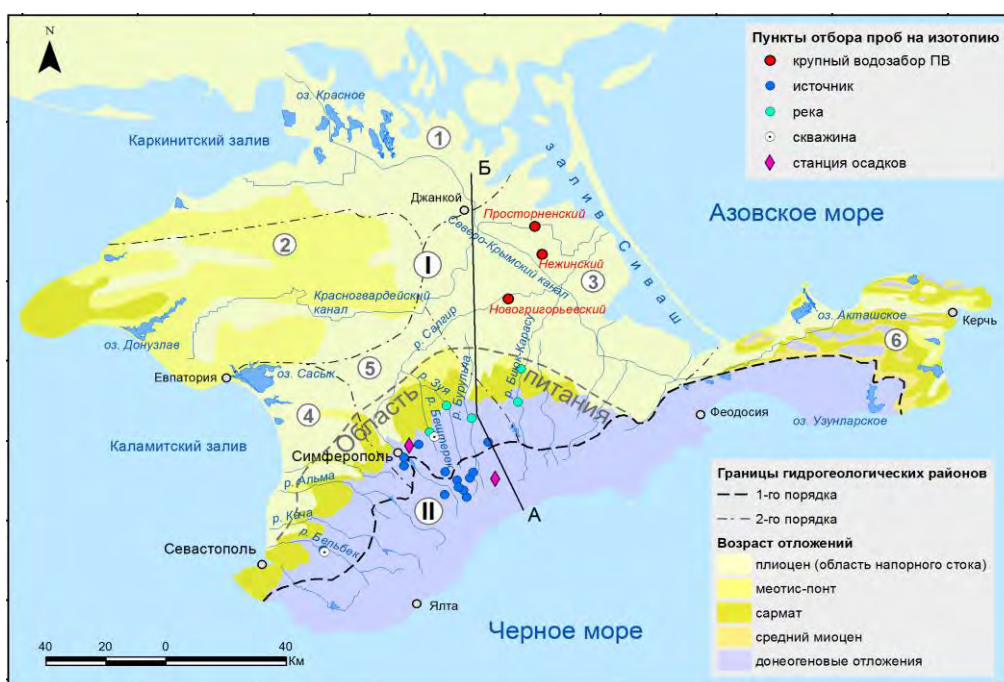 N
оз. Красное
Каркинитский залив
1
Б
Джанкой
залив Сиваш
Просторненский
Азовское море
Северо-Крымский канал
Нежинский
2
I
3
Красногвардейский
канал
Новогригорьевский
р. Салгир
оз. Донузлав
оз. Акташское
Керчь
6
Евпатория
оз. Сасык
5
р. Зуя
р. Бурульча
р. Биюк-Карасу
р. Бештерек
Область питания
4
Феодосия
оз. Узунларское
Каламитский залив
Симферополь
р. Альма
II
А
р. Кача
р. Бельбек
Севастополь
Ялта
Черное море
40 20 0 40
Км
Пункты отбора проб на изотопию
крупный водозабор ПВ
источник
река
скважина
станция осадков
Границы гидрогеологических районов
1-го порядка
2-го порядка
Возраст отложений
плиоцен (область напорного стока)
меотис-понт
сармат
средний миоцен
донеогеновые отложения